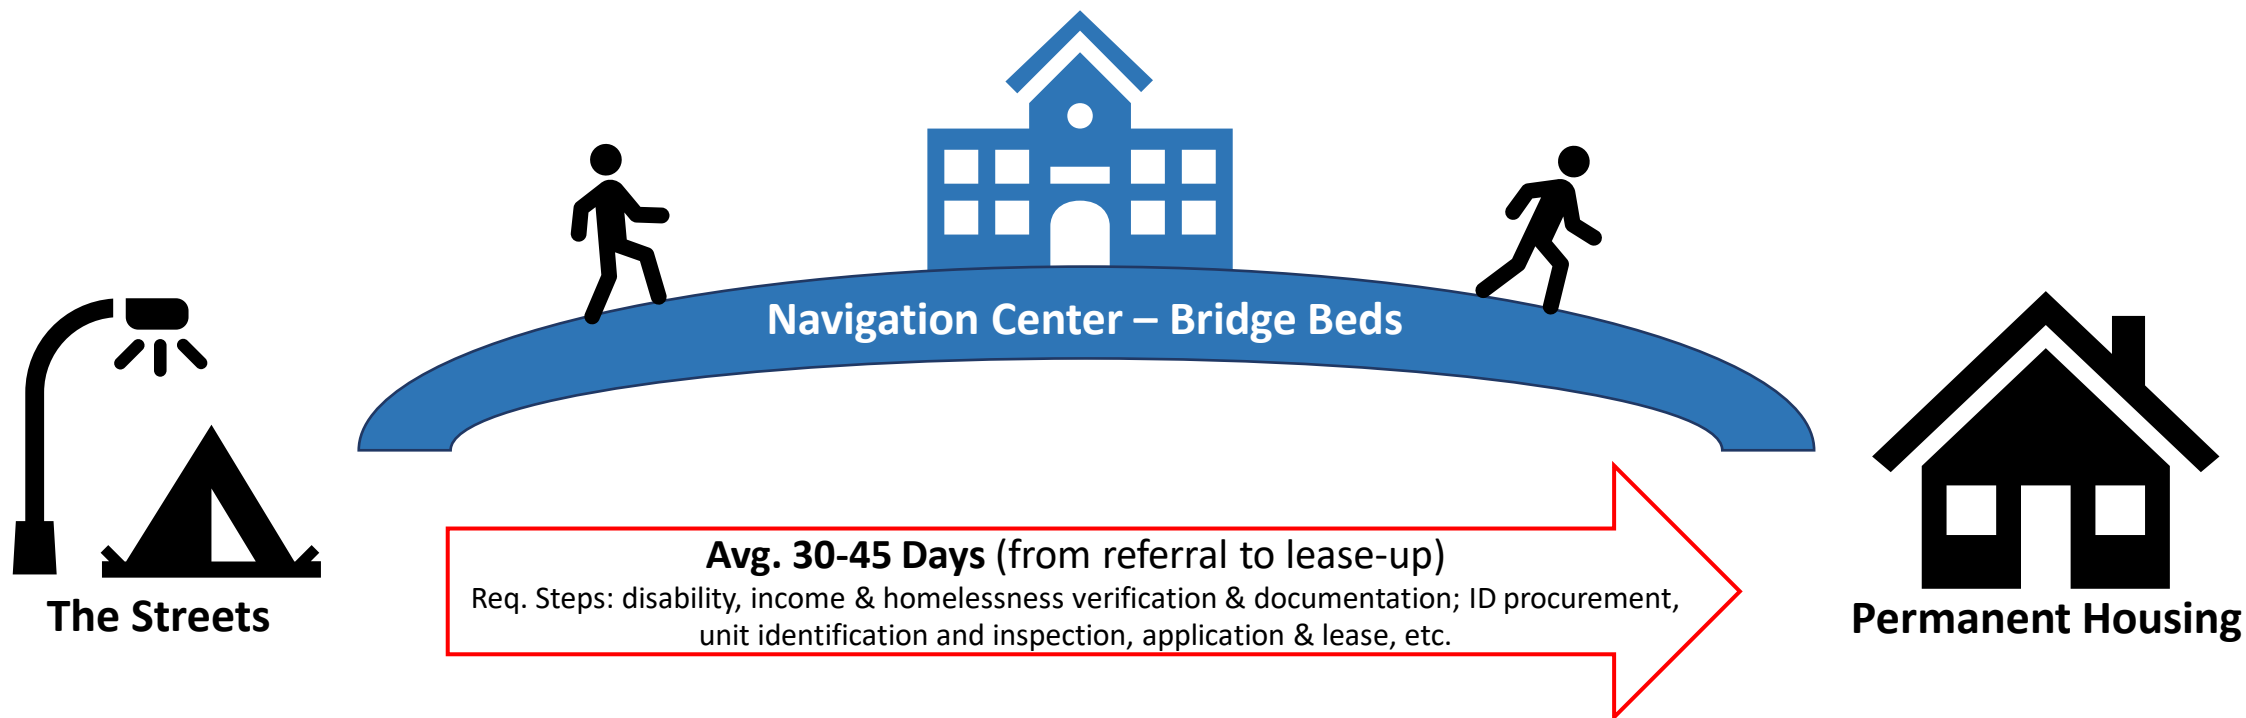 Navigation Center – Bridge Beds
The Streets
Avg. 30-45 Days (from referral to lease-up)
Req. Steps: disability, income & homelessness verification & documentation; ID procurement,
unit identification and inspection, application & lease, etc.
Permanent Housing